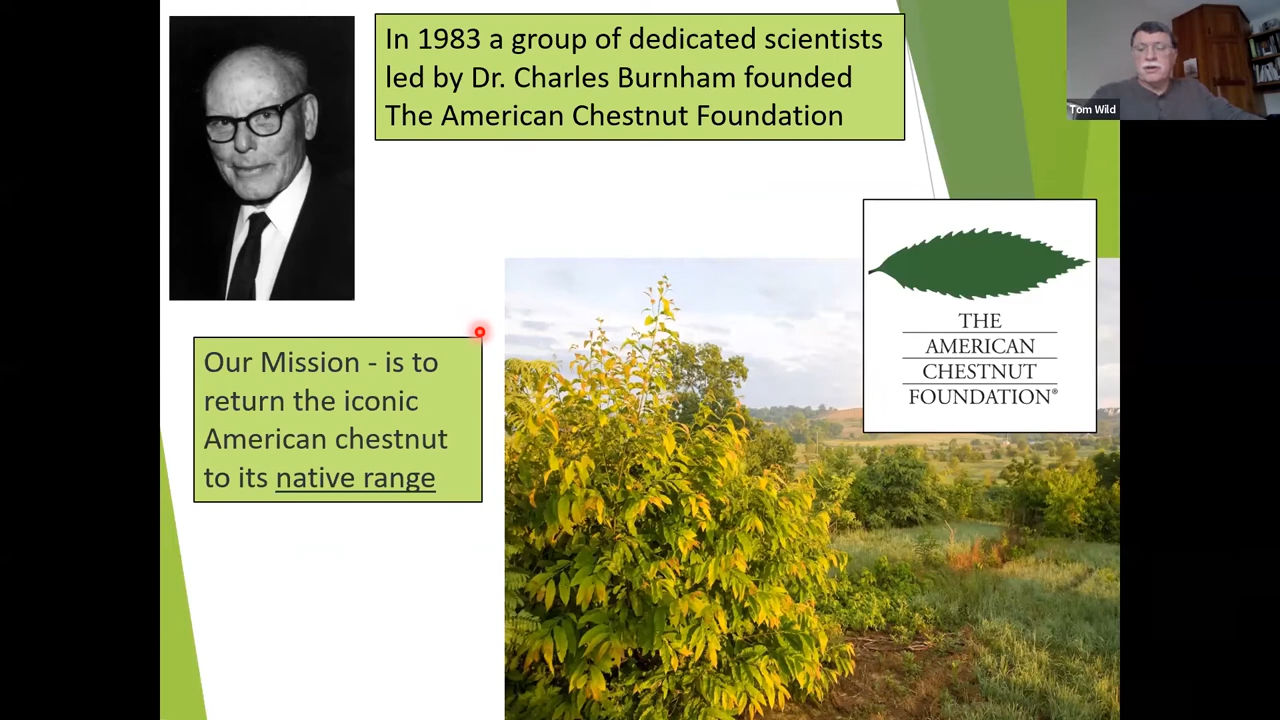 In 1983 a group of dedicated scientists
led by Dr. Charles Burnham founded
The American Chestnut Foundation
Tom Wild
THE
AMERICAN
CHESTNUT
FOUNDATION®
Our Mission - is to
return the iconic
American chestnut
to its native range